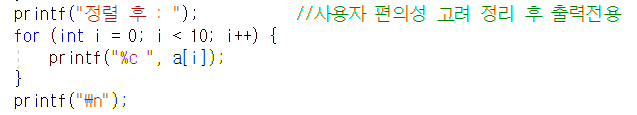 printf("정렬 후 : ");            //사용자 편의성 고려 정리 후 출력전용
for (int i = 0; i < 10; i++) {
    printf("%c ", a[i]);
}
printf("₩n");